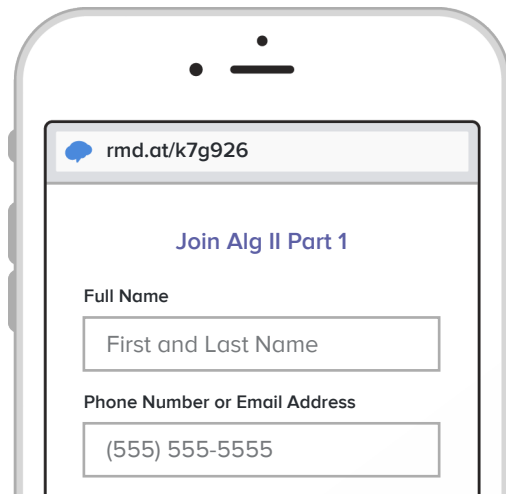 rmd.at/k7g926
Join Alg II Part 1
Full Name
First and Last Name
Phone Number or Email Address
(555) 555-5555